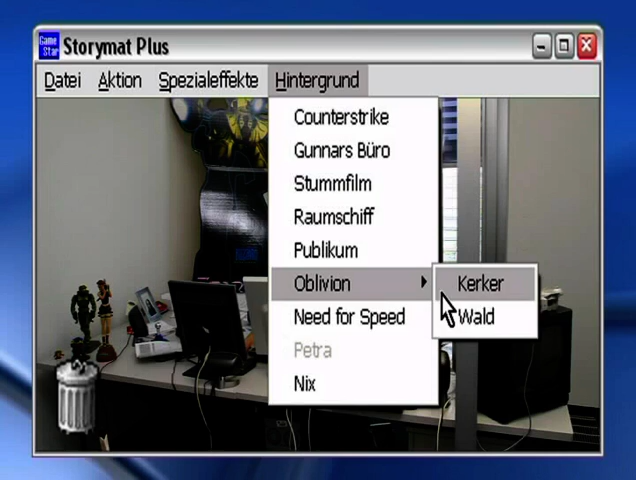 Game
Star
Storymat Plus
Datei Aktion Spezialeffekte Hintergrund
Counterstrike
Gunnars Büro
Stummfilm
Raumschiff
Publikum
Oblivion
Kerker
Need for Speed
Wald
Petra
Nix